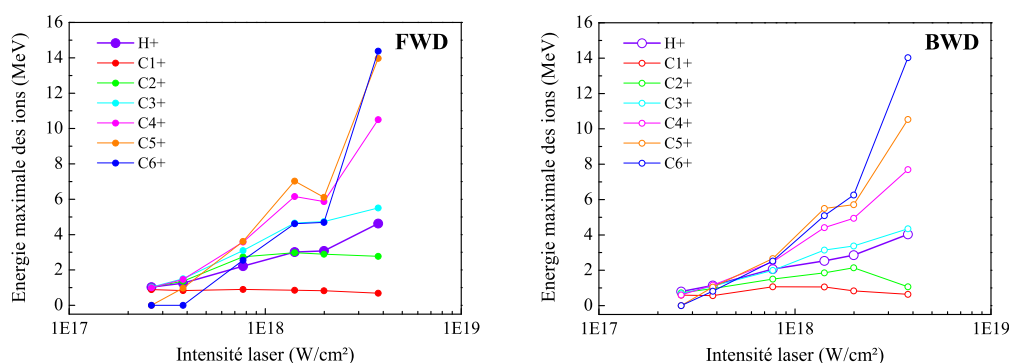 Energie maximale des ions (MeV)
16
14
12
10
8
6
4
2
0
FWD
H+
C1+
C2+
C3+
C4+
C5+
C6+
1E17
1E18
1E19
Intensité laser (W/cm²)
Energie maximale des ions (MeV)
16
14
12
10
8
6
4
2
0
BWD
H+
C1+
C2+
C3+
C4+
C5+
C6+
1E17
1E18
1E19
Intensité laser (W/cm²)